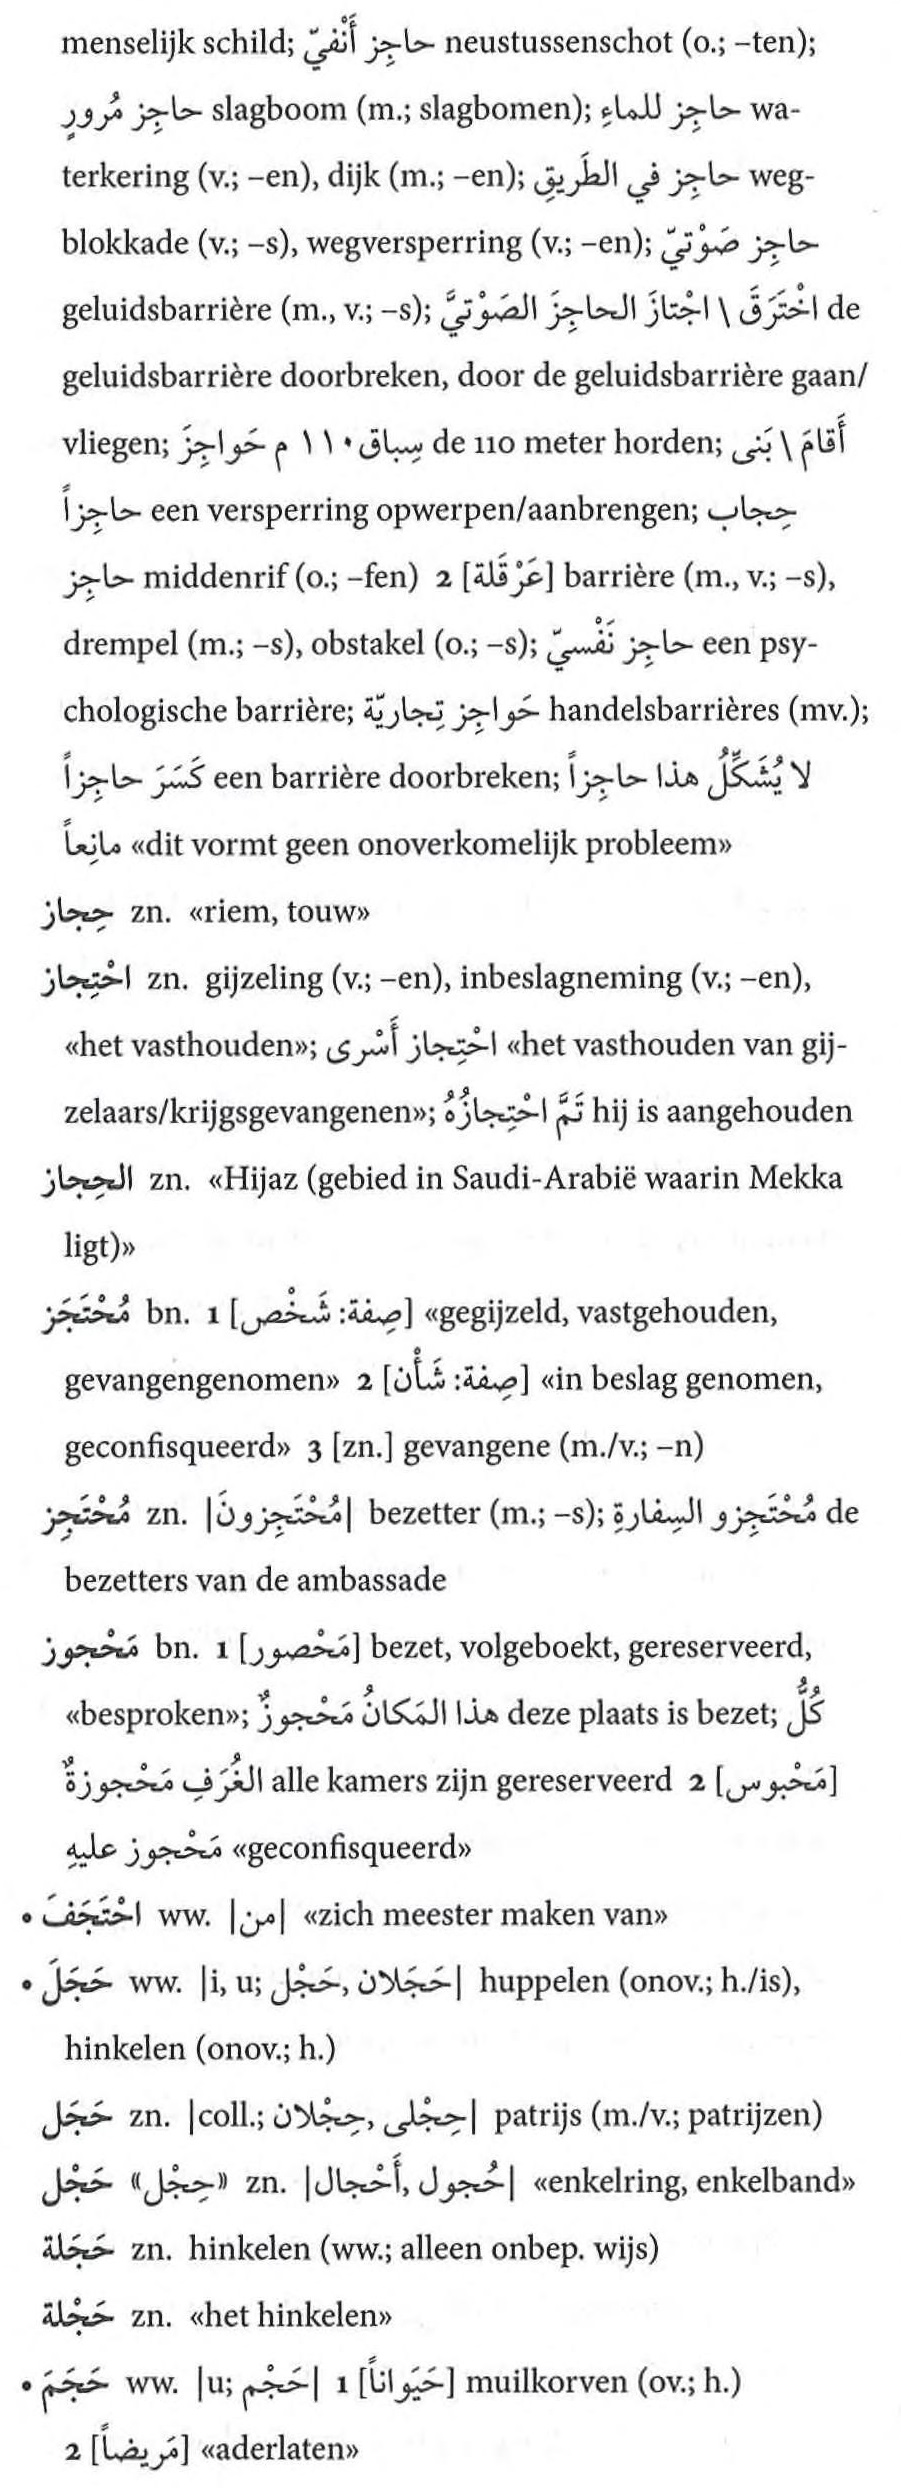 menselijk schild; حاجِز أَنْفيّ neustussenschot (o.; –ten);
حاجِز مُرورٍ slagboom (m.; slagbomen); حاجِز للماءِ wa-
terkering (v.; –en), dijk (m.; –en); حاجِز في الطَريقِ weg-
blokkade (v.; –s), wegversperring (v.; –en); حاجِز صَوْتيّ
geluidsbarrière (m., v.; –s); اخْتَرَقَ \ اجْتازَ الحاجِزَ الصَوْتيَّ de
geluidsbarrière doorbreken, door de geluidsbarrière gaan/
vliegen; سِباق ١١٠ م حَواجِزَ de 110 meter horden; أَقامَ \ بَنى
حاجِزاً een versperring opwerpen/aanbrengen; حِجاب
حاجِز middenrif (o.; –fen) 2 [عَرْقَلة] barrière (m., v.; –s),
drempel (m.; –s), obstakel (o.; –s); حاجِز نَفْسيّ een psy-
chologische barrière; حَواجِز تِجاريّة handelsbarrières (mv.);
كَسَرَ حاجِزاً een barrière doorbreken; لا يُشَكِّلُ هذا حاجِزاً
مانِعاً «dit vormt geen onoverkomelijk probleem»
حِجاز zn. «riem, touw»
احْتِجاز zn. gijzeling (v.; –en), inbeslagneming (v.; –en),
«het vasthouden»; احْتِجاز أَسْرى «het vasthouden van gij-
zelaars/krijgsgevangenen»; تَمَّ احْتِجازُهُ hij is aangehouden
الحِجاز zn. «Hijaz (gebied in Saudi-Arabië waarin Mekka
ligt)»
مُحْتَجَز bn. 1 [صِفة: شَخْص] «gegijzeld, vastgehouden,
gevangengenomen» 2 [صِفة: شَأْن] «in beslag genomen,
geconfisqueerd» 3 [zn.] gevangene (m./v.; –n)
مُحْتَجِز zn. |مُحْتَجِزونَ| bezetter (m.; –s); مُحْتَجِزو السِفارةِ de
bezetters van de ambassade
مَحْجوز bn. 1 [مَحْصور] bezet, volgeboekt, gereserveerd,
«besproken»; هذا المَكانُ مَحْجوزٌ deze plaats is bezet; كُلُّ
الغُرَفِ مَحْجوزةٌ alle kamers zijn gereserveerd 2 [مَحْبوس]
مَحْجوز عليهِ «geconfisqueerd»
• احْتَجَفَ ww. |من| «zich meester maken van»
• حَجَلَ ww. |i, u; حَجْل, حَجَلان| huppelen (onov.; h./is),
hinkelen (onov.; h.)
حَجَل zn. |coll.; حِجْلان, حِجْلى| patrijs (m./v.; patrijzen)
حَجْل «حِجْل» zn. |أَحْجال, حُجول| «enkelring, enkelband»
حَجَلة zn. hinkelen (ww.; alleen onbep. wijs)
حَجْلة zn. «het hinkelen»
• حَجَمَ ww. |u; حَجْم| 1 [حَيَواناً] muilkorven (ov.; h.)
2 [مَريضاً] «aderlaten»